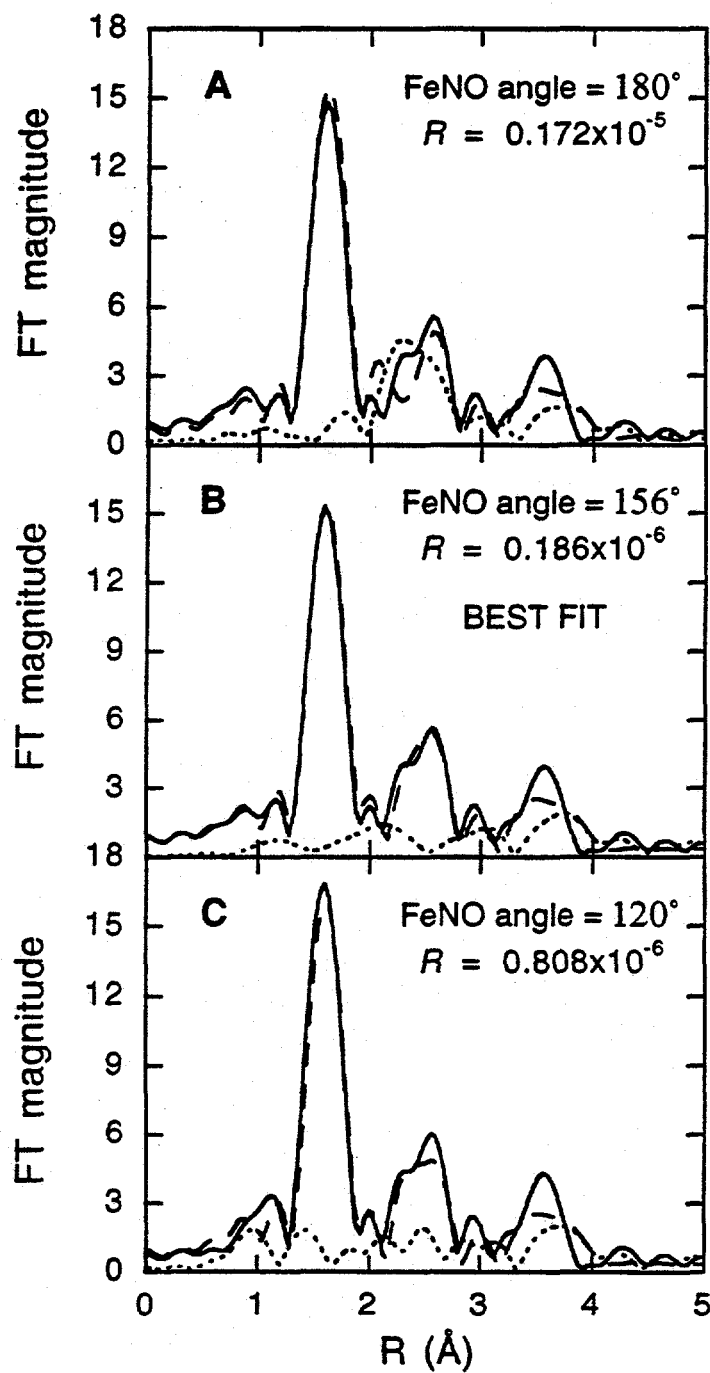 18
15
12
9
6
3
0
FT magnitude
A
FeNO angle = 180°
R = 0.172x10⁻⁵
15
12
9
6
3
FT magnitude
B
FeNO angle = 156°
R = 0.186x10⁻⁶
BEST FIT
18
15
12
9
6
3
0
FT magnitude
C
FeNO angle = 120°
R = 0.808x10⁻⁶
0 1 2 3 4 5
R (Å)